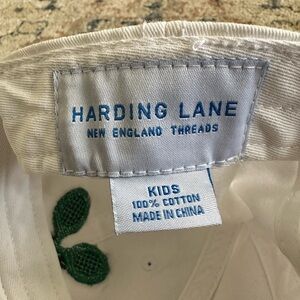 HARDING LANE
NEW ENGLAND THREADS
KIDS
100% COTTON
MADE IN CHINA